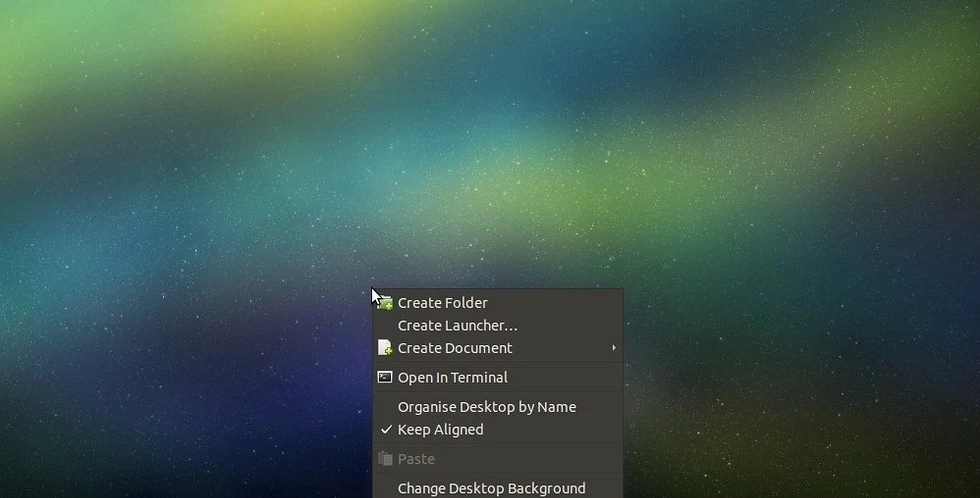 Create Folder
Create Launcher…
Create Document
Open In Terminal
Organise Desktop by Name
Keep Aligned
Paste
Change Desktop Background